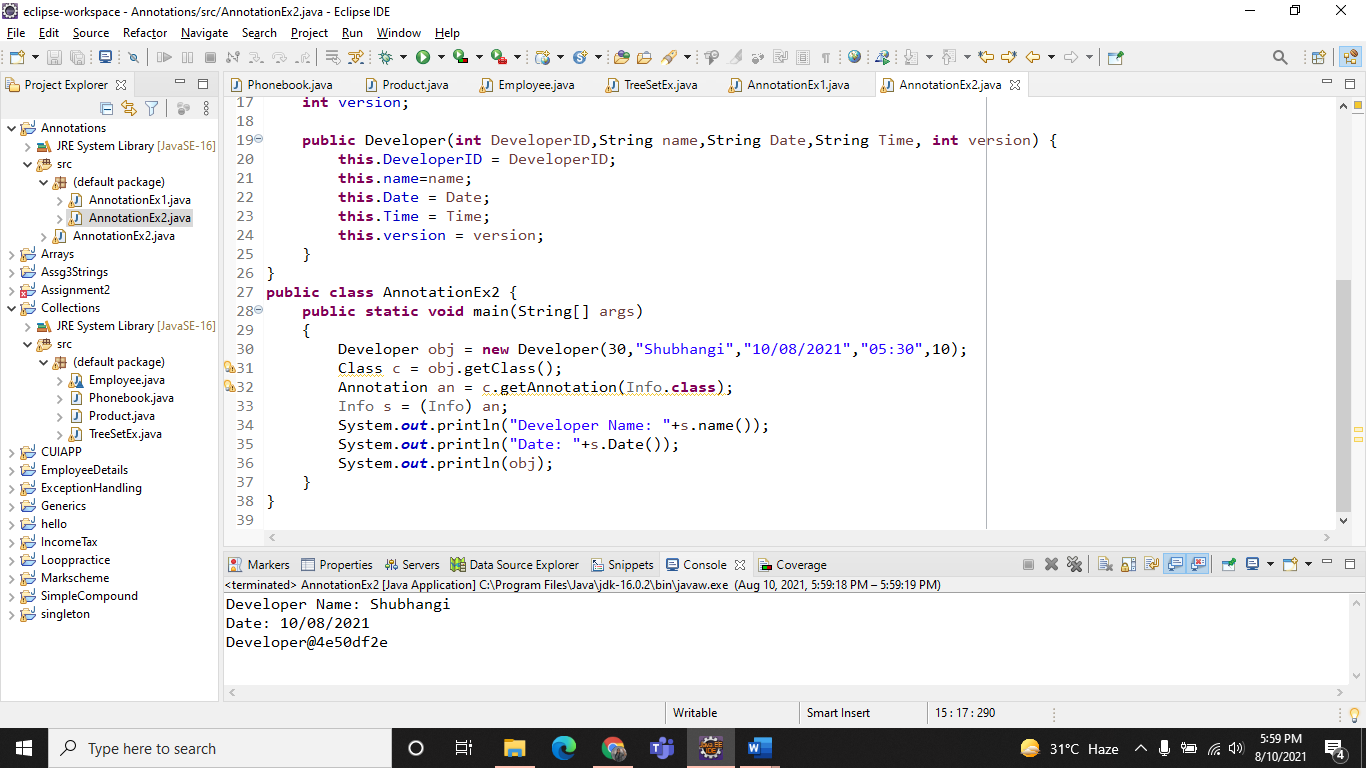 eclipse-workspace - Annotations/src/AnnotationEx2.java - Eclipse IDE
File Edit Source Refactor Navigate Search Project Run Window Help
Project Explorer
Annotations
JRE System Library [JavaSE-16]
src
(default package)
AnnotationEx1.java
AnnotationEx2.java
AnnotationEx2.java
Arrays
Assg3Strings
Assignment2
Collections
JRE System Library [JavaSE-16]
src
(default package)
Employee.java
Phonebook.java
Product.java
TreeSetEx.java
CUIAPP
EmployeeDetails
ExceptionHandling
Generics
hello
IncomeTax
Looppractice
Markscheme
SimpleCompound
singleton
Phonebook.java Product.java Employee.java TreeSetEx.java AnnotationEx1.java AnnotationEx2.java
17 int version;
18
19 public Developer(int DeveloperID,String name,String Date,String Time, int version) {
20 this.DeveloperID = DeveloperID;
21 this.name=name;
22 this.Date = Date;
23 this.Time = Time;
24 this.version = version;
25 }
26 }
27 public class AnnotationEx2 {
28 public static void main(String[] args)
29 {
30 Developer obj = new Developer(30,"Shubhangi","10/08/2021","05:30",10);
31 Class c = obj.getClass();
32 Annotation an = c.getAnnotation(Info.class);
33 Info s = (Info) an;
34 System.out.println("Developer Name: "+s.name());
35 System.out.println("Date: "+s.Date());
36 System.out.println(obj);
37 }
38 }
39
Markers Properties Servers Data Source Explorer Snippets Console Coverage
<terminated> AnnotationEx2 [Java Application] C:\Program Files\Java\jdk-16.0.2\bin\javaw.exe (Aug 10, 2021, 5:59:18 PM – 5:59:19 PM)
Developer Name: Shubhangi
Date: 10/08/2021
Developer@4e50df2e
Writable Smart Insert 15 : 17 : 290
Type here to search
31°C Haze
5:59 PM
8/10/2021
4